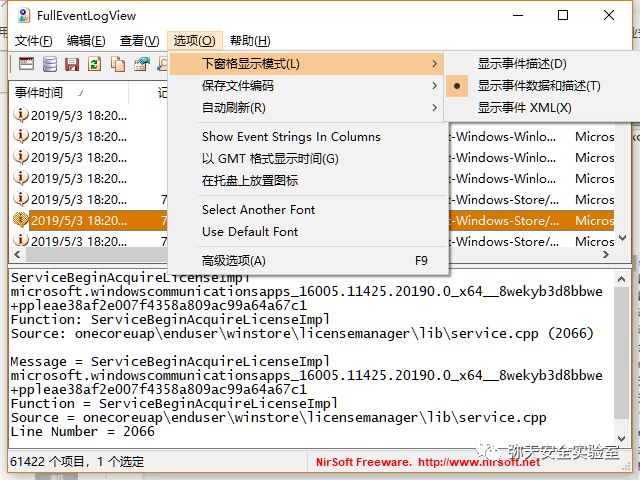 FullEventLogView
文件(F) 编辑(E) 查看(V) 选项(O) 帮助(H)
下窗格显示模式(L)
保存文件编码
自动刷新(R)
Show Event Strings In Columns
以 GMT 格式显示时间(G)
在托盘上放置图标
Select Another Font
Use Default Font
高级选项(A) F9
显示事件描述(D)
显示事件数据和描述(T)
显示事件 XML(X)
事件时间 / 记
2019/5/3 18:20...
2019/5/3 18:20... t-Windows-Winlo... Micros
2019/5/3 18:20... t-Windows-Winlo... Micros
2019/5/3 18:20... t-Windows-Store/... Micros
2019/5/3 18:20... 7 t-Windows-Store/... Micros
2019/5/3 18:20... 7 t-Windows-Store/... Micros
2019/5/3 18:20... 7 t-Windows-Store/... Micros
ServiceBeginAcquireLicenseImpl
microsoft.windowscommunicationsapps_16005.11425.20190.0_x64__8wekyb3d8bbwe
+ppleae38af2e007f4358a809ac99a64a67c1
Function: ServiceBeginAcquireLicenseImpl
Source: onecoreuap\enduser\winstore\licensemanager\lib\service.cpp (2066)
Message = ServiceBeginAcquireLicenseImpl
microsoft.windowscommunicationsapps_16005.11425.20190.0_x64__8wekyb3d8bbwe
+ppleae38af2e007f4358a809ac99a64a67c1
Function = ServiceBeginAcquireLicenseImpl
Source = onecoreuap\enduser\winstore\licensemanager\lib\service.cpp
Line Number = 2066
弥天安全实验室
61422 个项目，1 个选定 NirSoft Freeware. http://www.nirsoft.net